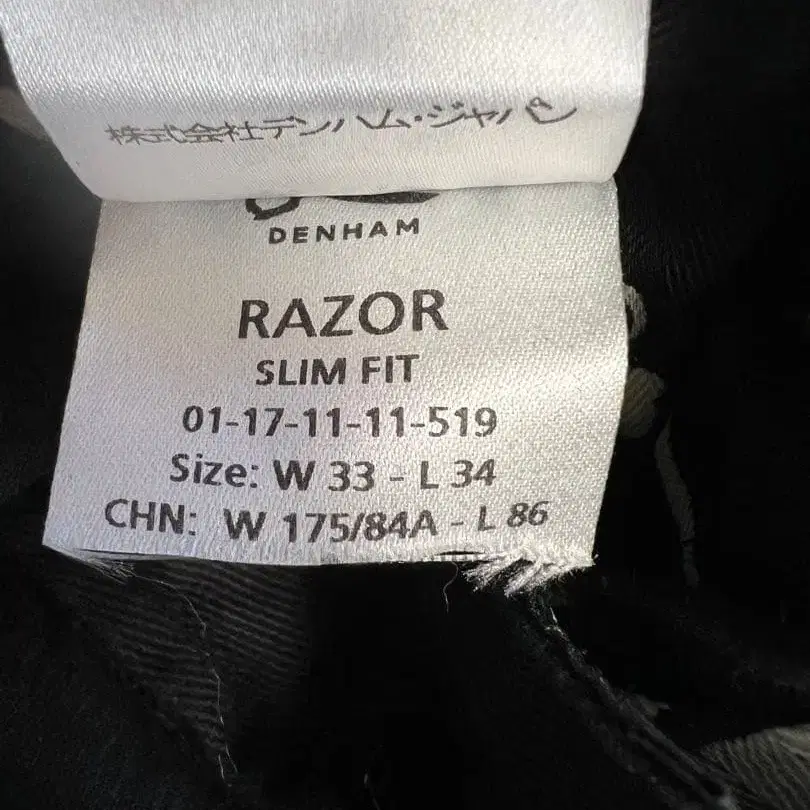 株式会社デンハム・ジャパン
DENHAM
RAZOR
SLIM FIT
01-17-11-11-519
Size: W 33 - L 34
CHN: W 175/84A - L 86